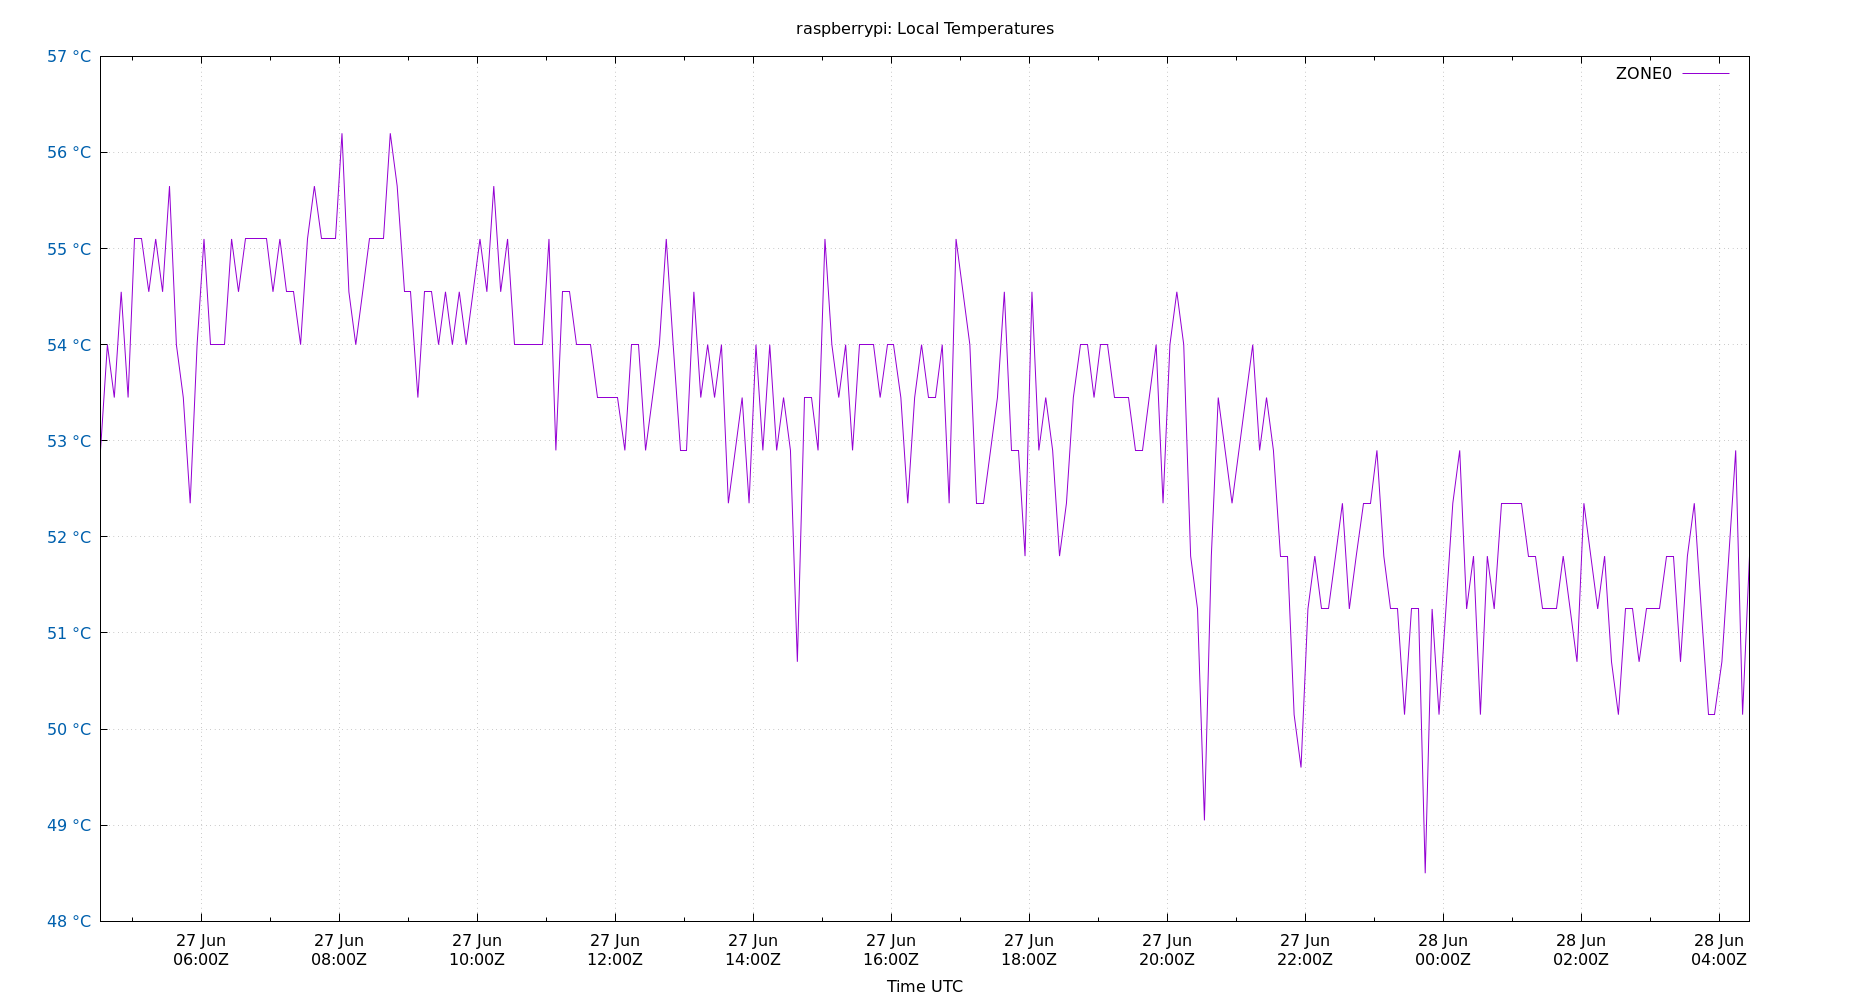 raspberrypi: Local Temperatures
57 °C
ZONE0
56 °C
55 °C
54 °C
53 °C
52 °C
51 °C
50 °C
49 °C
48 °C
27 Jun 27 Jun 27 Jun 27 Jun 27 Jun 27 Jun 27 Jun 27 Jun 27 Jun 28 Jun 28 Jun 28 Jun
06:00Z 08:00Z 10:00Z 12:00Z 14:00Z 16:00Z 18:00Z 20:00Z 22:00Z 00:00Z 02:00Z 04:00Z
Time UTC